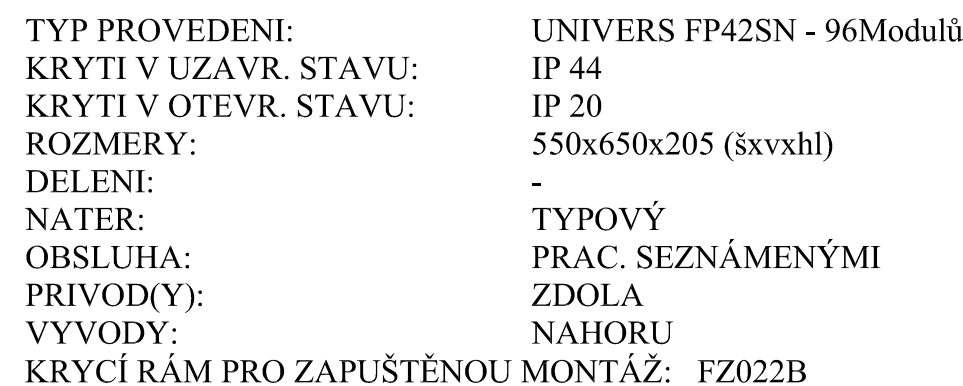 TYP PROVEDENI: UNIVERS FP42SN - 96Modulů
KRYTI V UZAVR. STAVU: IP 44
KRYTI V OTEVR. STAVU: IP 20
ROZMERY: 550x650x205 (šxvxhl)
DELENI: -
NATER: TYPOVÝ
OBSLUHA: PRAC. SEZNÁMENÝMI
PRIVOD(Y): ZDOLA
VYVODY: NAHORU
KRYCÍ RÁM PRO ZAPUŠTĚNOU MONTÁŽ: FZ022B